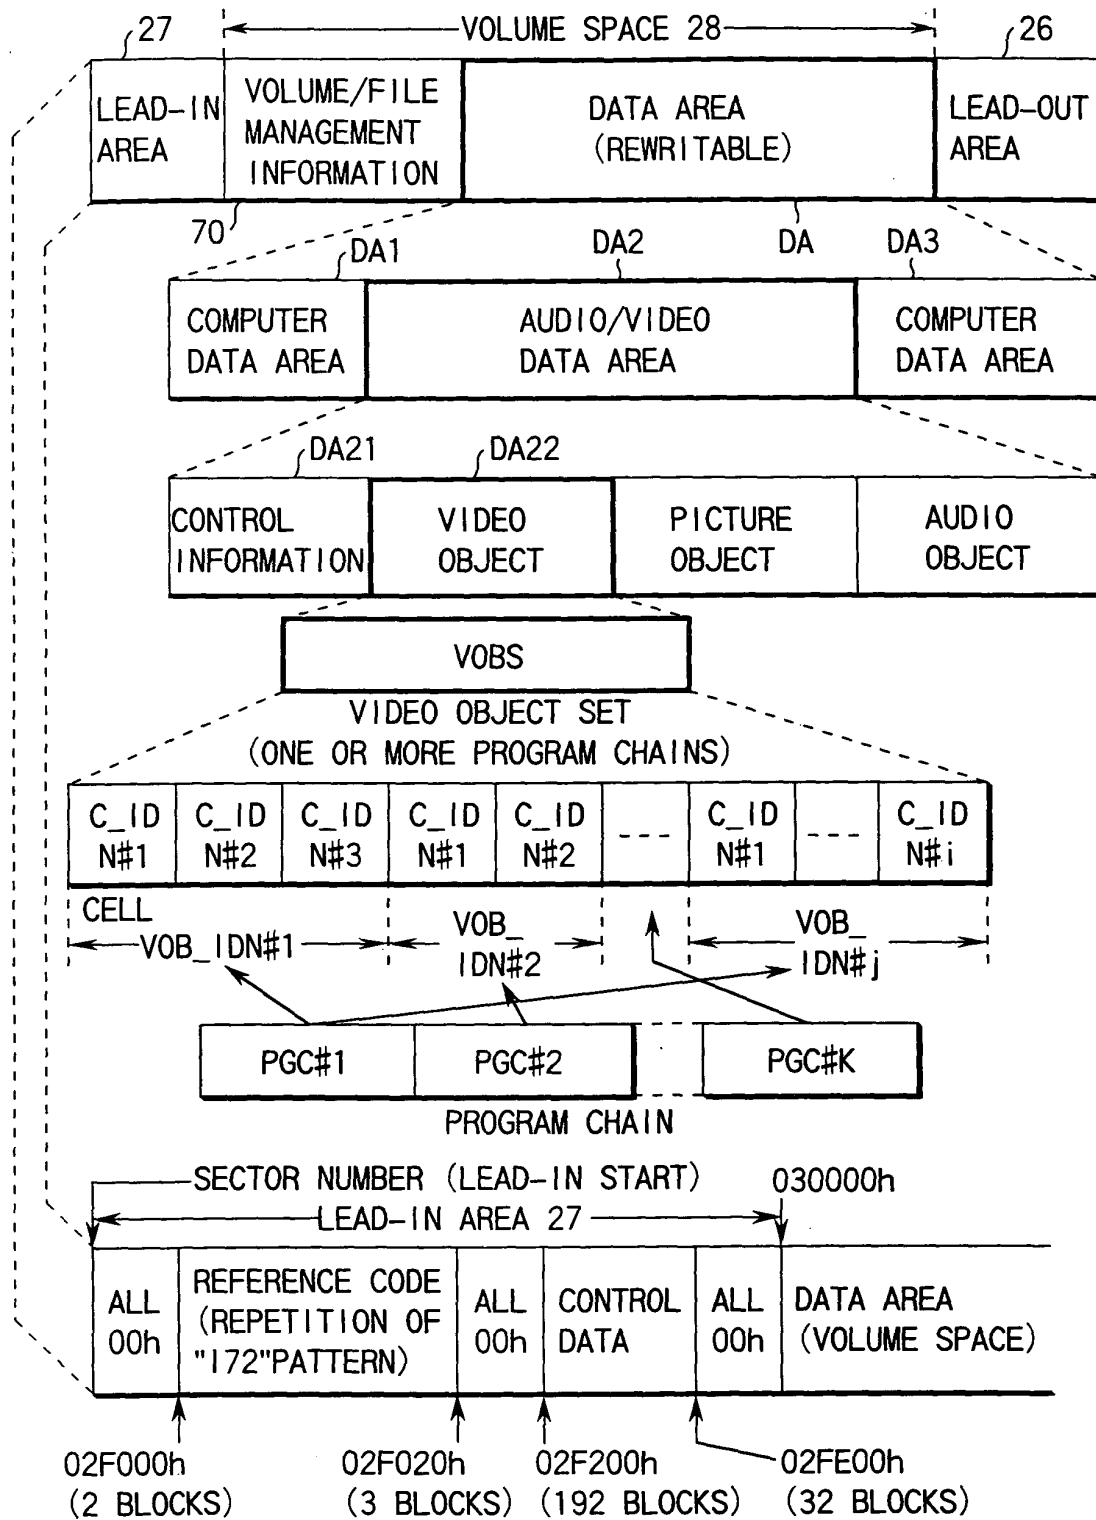 27
VOLUME SPACE 28
26
LEAD-IN AREA
VOLUME/FILE MANAGEMENT INFORMATION
DATA AREA (REWRITABLE)
LEAD-OUT AREA
70
DA1
DA2
DA
DA3
COMPUTER DATA AREA
AUDIO/VIDEO DATA AREA
COMPUTER DATA AREA
DA21
DA22
CONTROL INFORMATION
VIDEO OBJECT
PICTURE OBJECT
AUDIO OBJECT
VOBS
VIDEO OBJECT SET
(ONE OR MORE PROGRAM CHAINS)
C_ID N#1
C_ID N#2
C_ID N#3
C_ID N#1
C_ID N#2
----
C_ID N#1
----
C_ID N#i
CELL
VOB_IDN#1
VOB_ IDN#2
VOB_ IDN#j
PGC#1
PGC#2
PGC#K
PROGRAM CHAIN
SECTOR NUMBER (LEAD-IN START)
030000h
LEAD-IN AREA 27
ALL 00h
REFERENCE CODE (REPETITION OF "172"PATTERN)
ALL 00h
CONTROL DATA
ALL 00h
DATA AREA (VOLUME SPACE)
02F000h (2 BLOCKS)
02F020h (3 BLOCKS)
02F200h (192 BLOCKS)
02FE00h (32 BLOCKS)